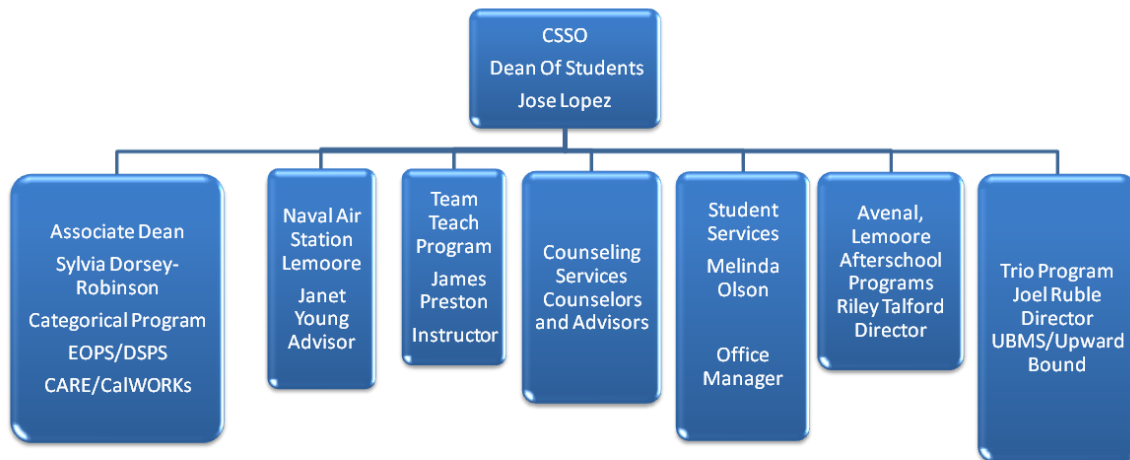 CSSO
Dean Of Students
Jose Lopez
Associate Dean
Sylvia Dorsey-
Robinson
Categorical Program
EOPS/DSPS
CARE/CalWORKs
Naval Air
Station
Lemoore
Janet
Young
Advisor
Team
Teach
Program
James
Preston
Instructor
Counseling
Services
Counselors
and Advisors
Student
Services
Melinda
Olson
Office
Manager
Avenal,
Lemoore
Afterschool
Programs
Riley Talford
Director
Trio Program
Joel Ruble
Director
UBMS/Upward
Bound